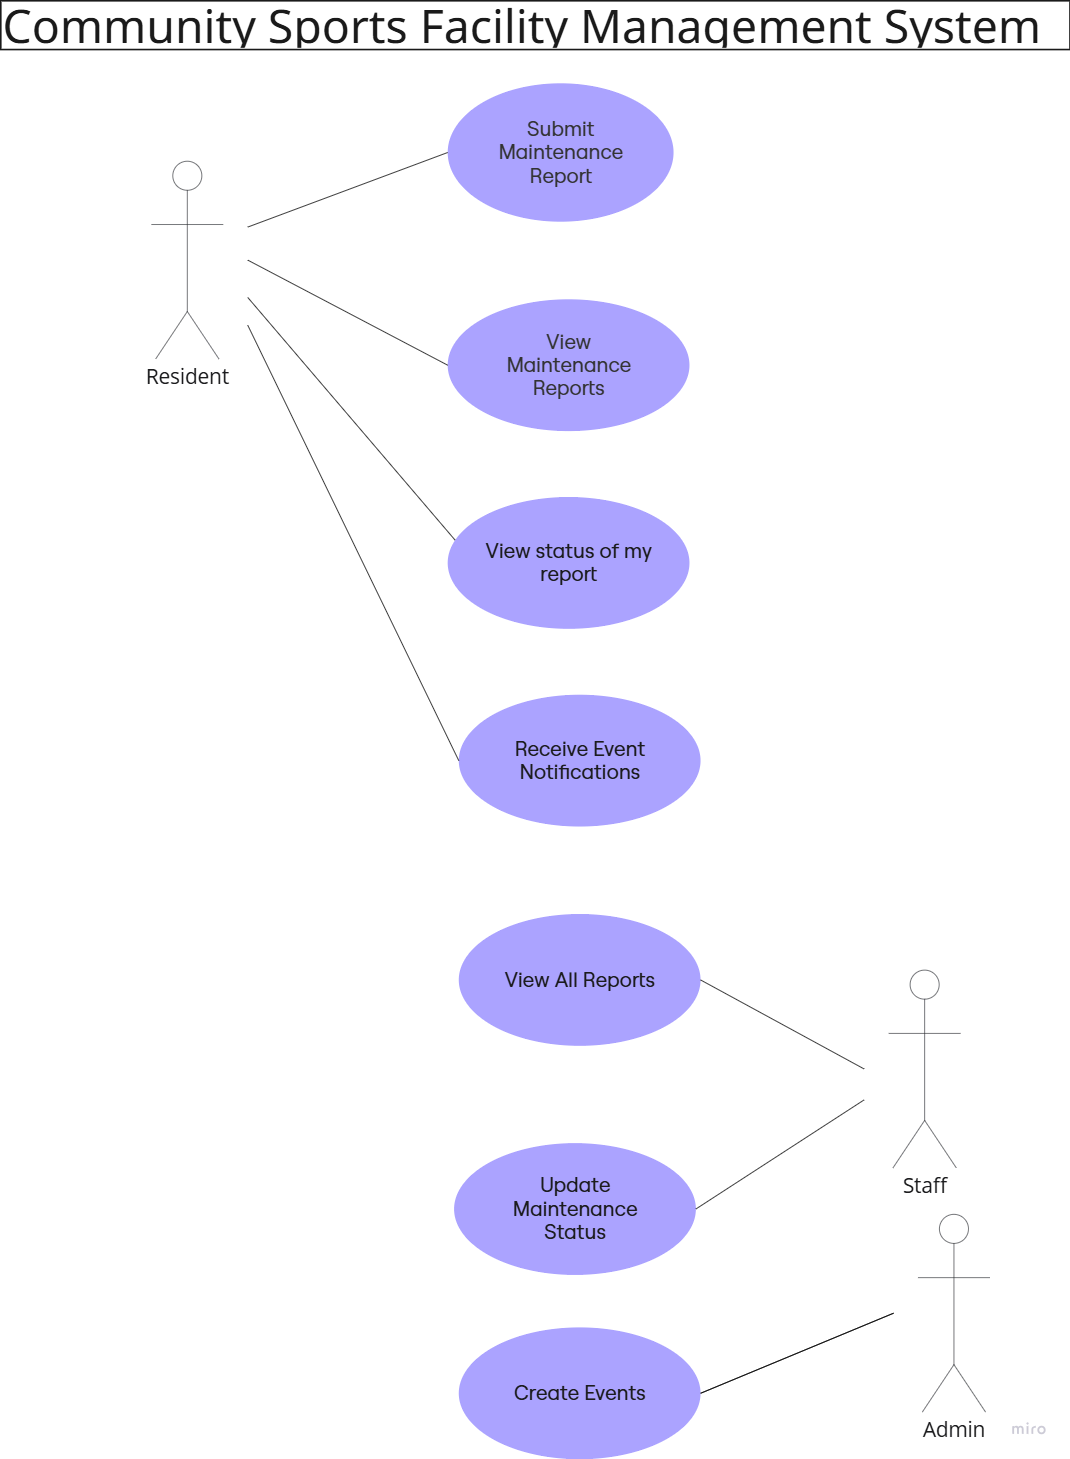 Community Sports Facility Management System
Submit
Maintenance
Report
Resident
View
Maintenance
Reports
View status of my
report
Receive Event
Notifications
View All Reports
Staff
Update
Maintenance
Status
Create Events
Admin
miro